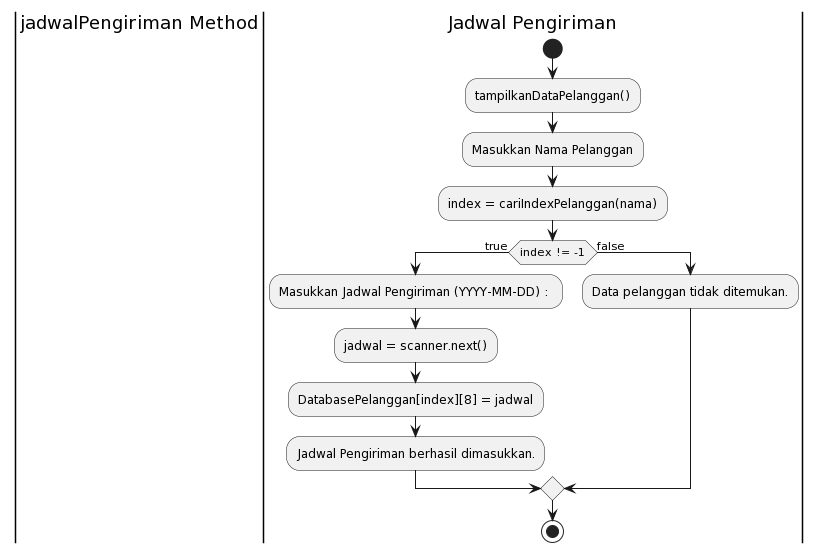 jadwalPengiriman Method
Jadwal Pengiriman
tampilkanDataPelanggan()
Masukkan Nama Pelanggan
index = cariIndexPelanggan(nama)
index != -1
true
false
Masukkan Jadwal Pengiriman (YYYY-MM-DD) :
Data pelanggan tidak ditemukan.
jadwal = scanner.next()
DatabasePelanggan[index][8] = jadwal
Jadwal Pengiriman berhasil dimasukkan.